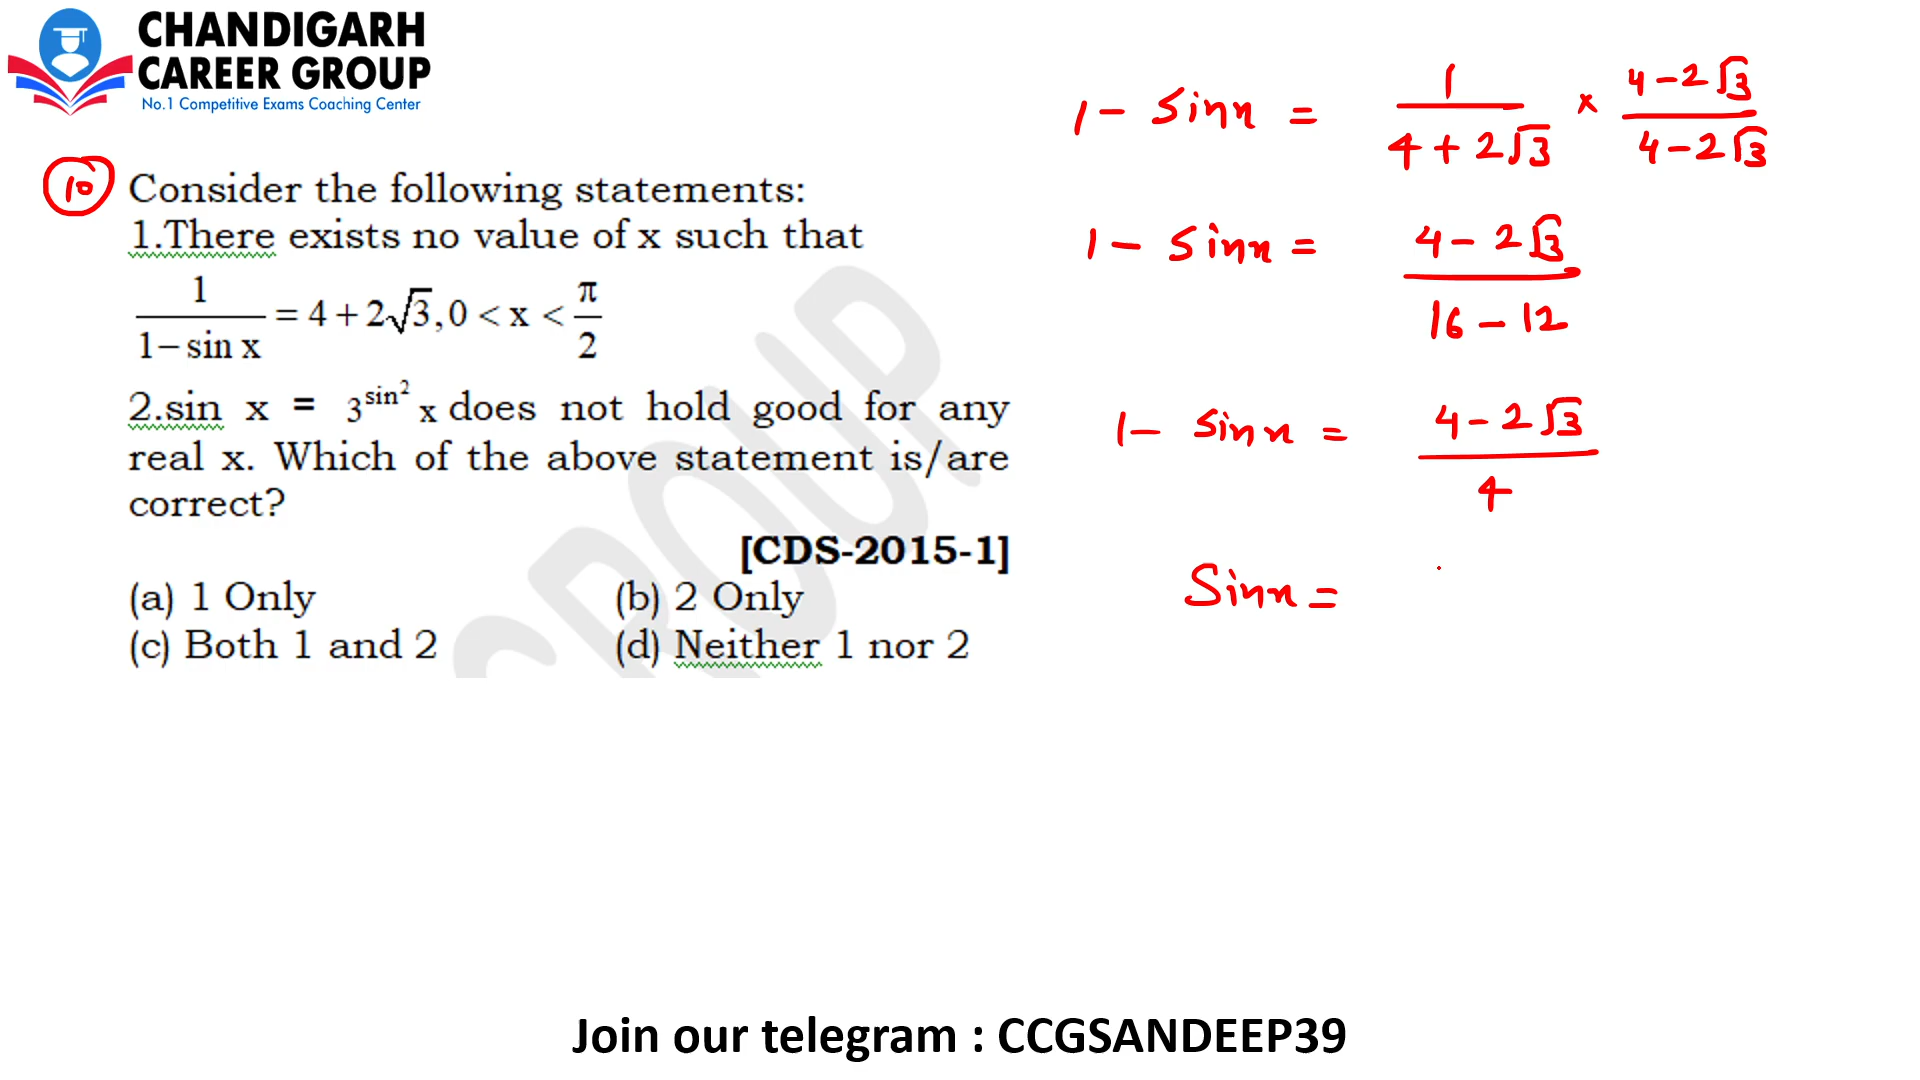 CHANDIGARH
CAREER GROUP
No.1 Competitive Exams Coaching Center
10
Consider the following statements:
1.There exists no value of x such that
1/(1−sin x) = 4+2√3, 0 < x < π/2
2.sin x = 3^sin² x does not hold good for any
real x. Which of the above statement is/are
correct?
[CDS-2015-1]
(a) 1 Only (b) 2 Only
(c) Both 1 and 2 (d) Neither 1 nor 2
1 − Sinx = 1/(4+2√3) × (4−2√3)/(4−2√3)
1 − Sinx = (4−2√3)/(16−12)
1− Sinx = (4−2√3)/4
Sinx =
GROUP
Join our telegram : CCGSANDEEP39